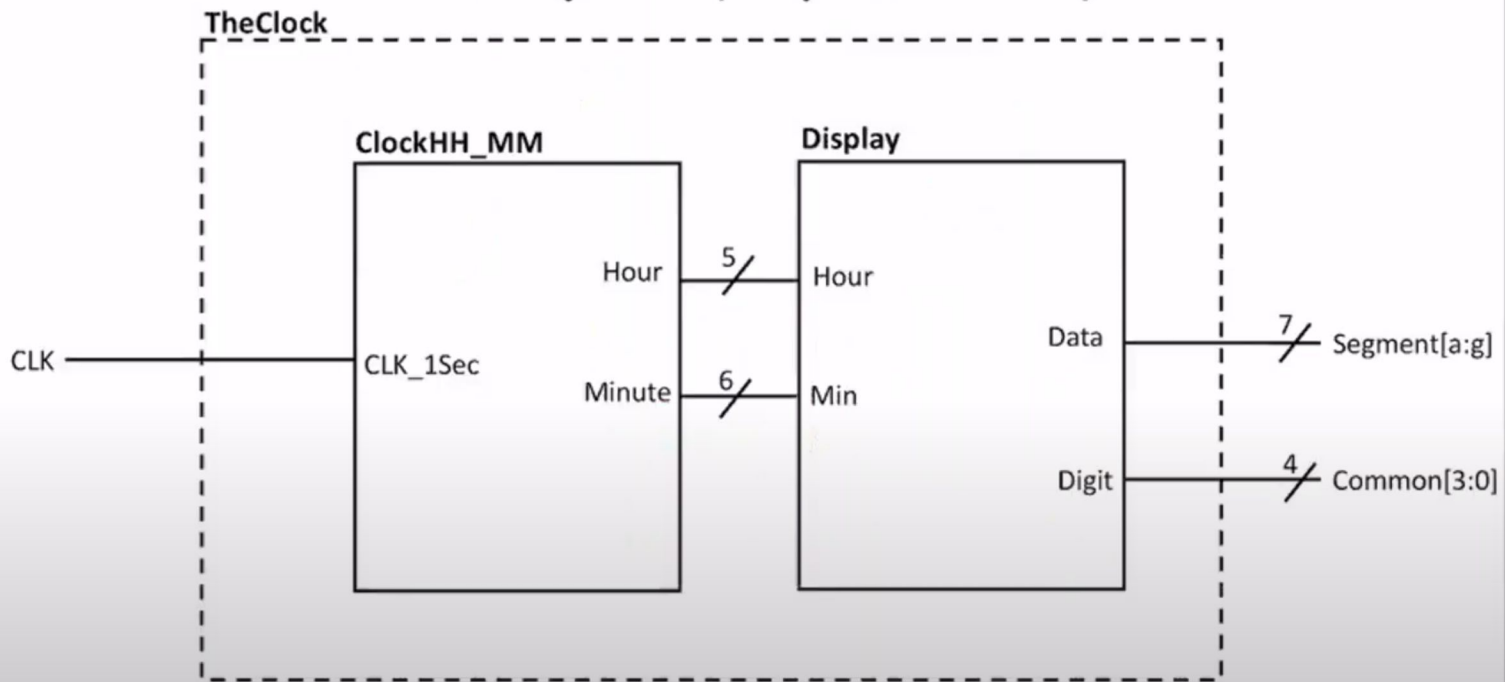 TheClock
ClockHH_MM
Display
5
Hour
Hour
7
Data
Segment[a:g]
CLK
CLK_1Sec
6
Minute
Min
4
Digit
Common[3:0]